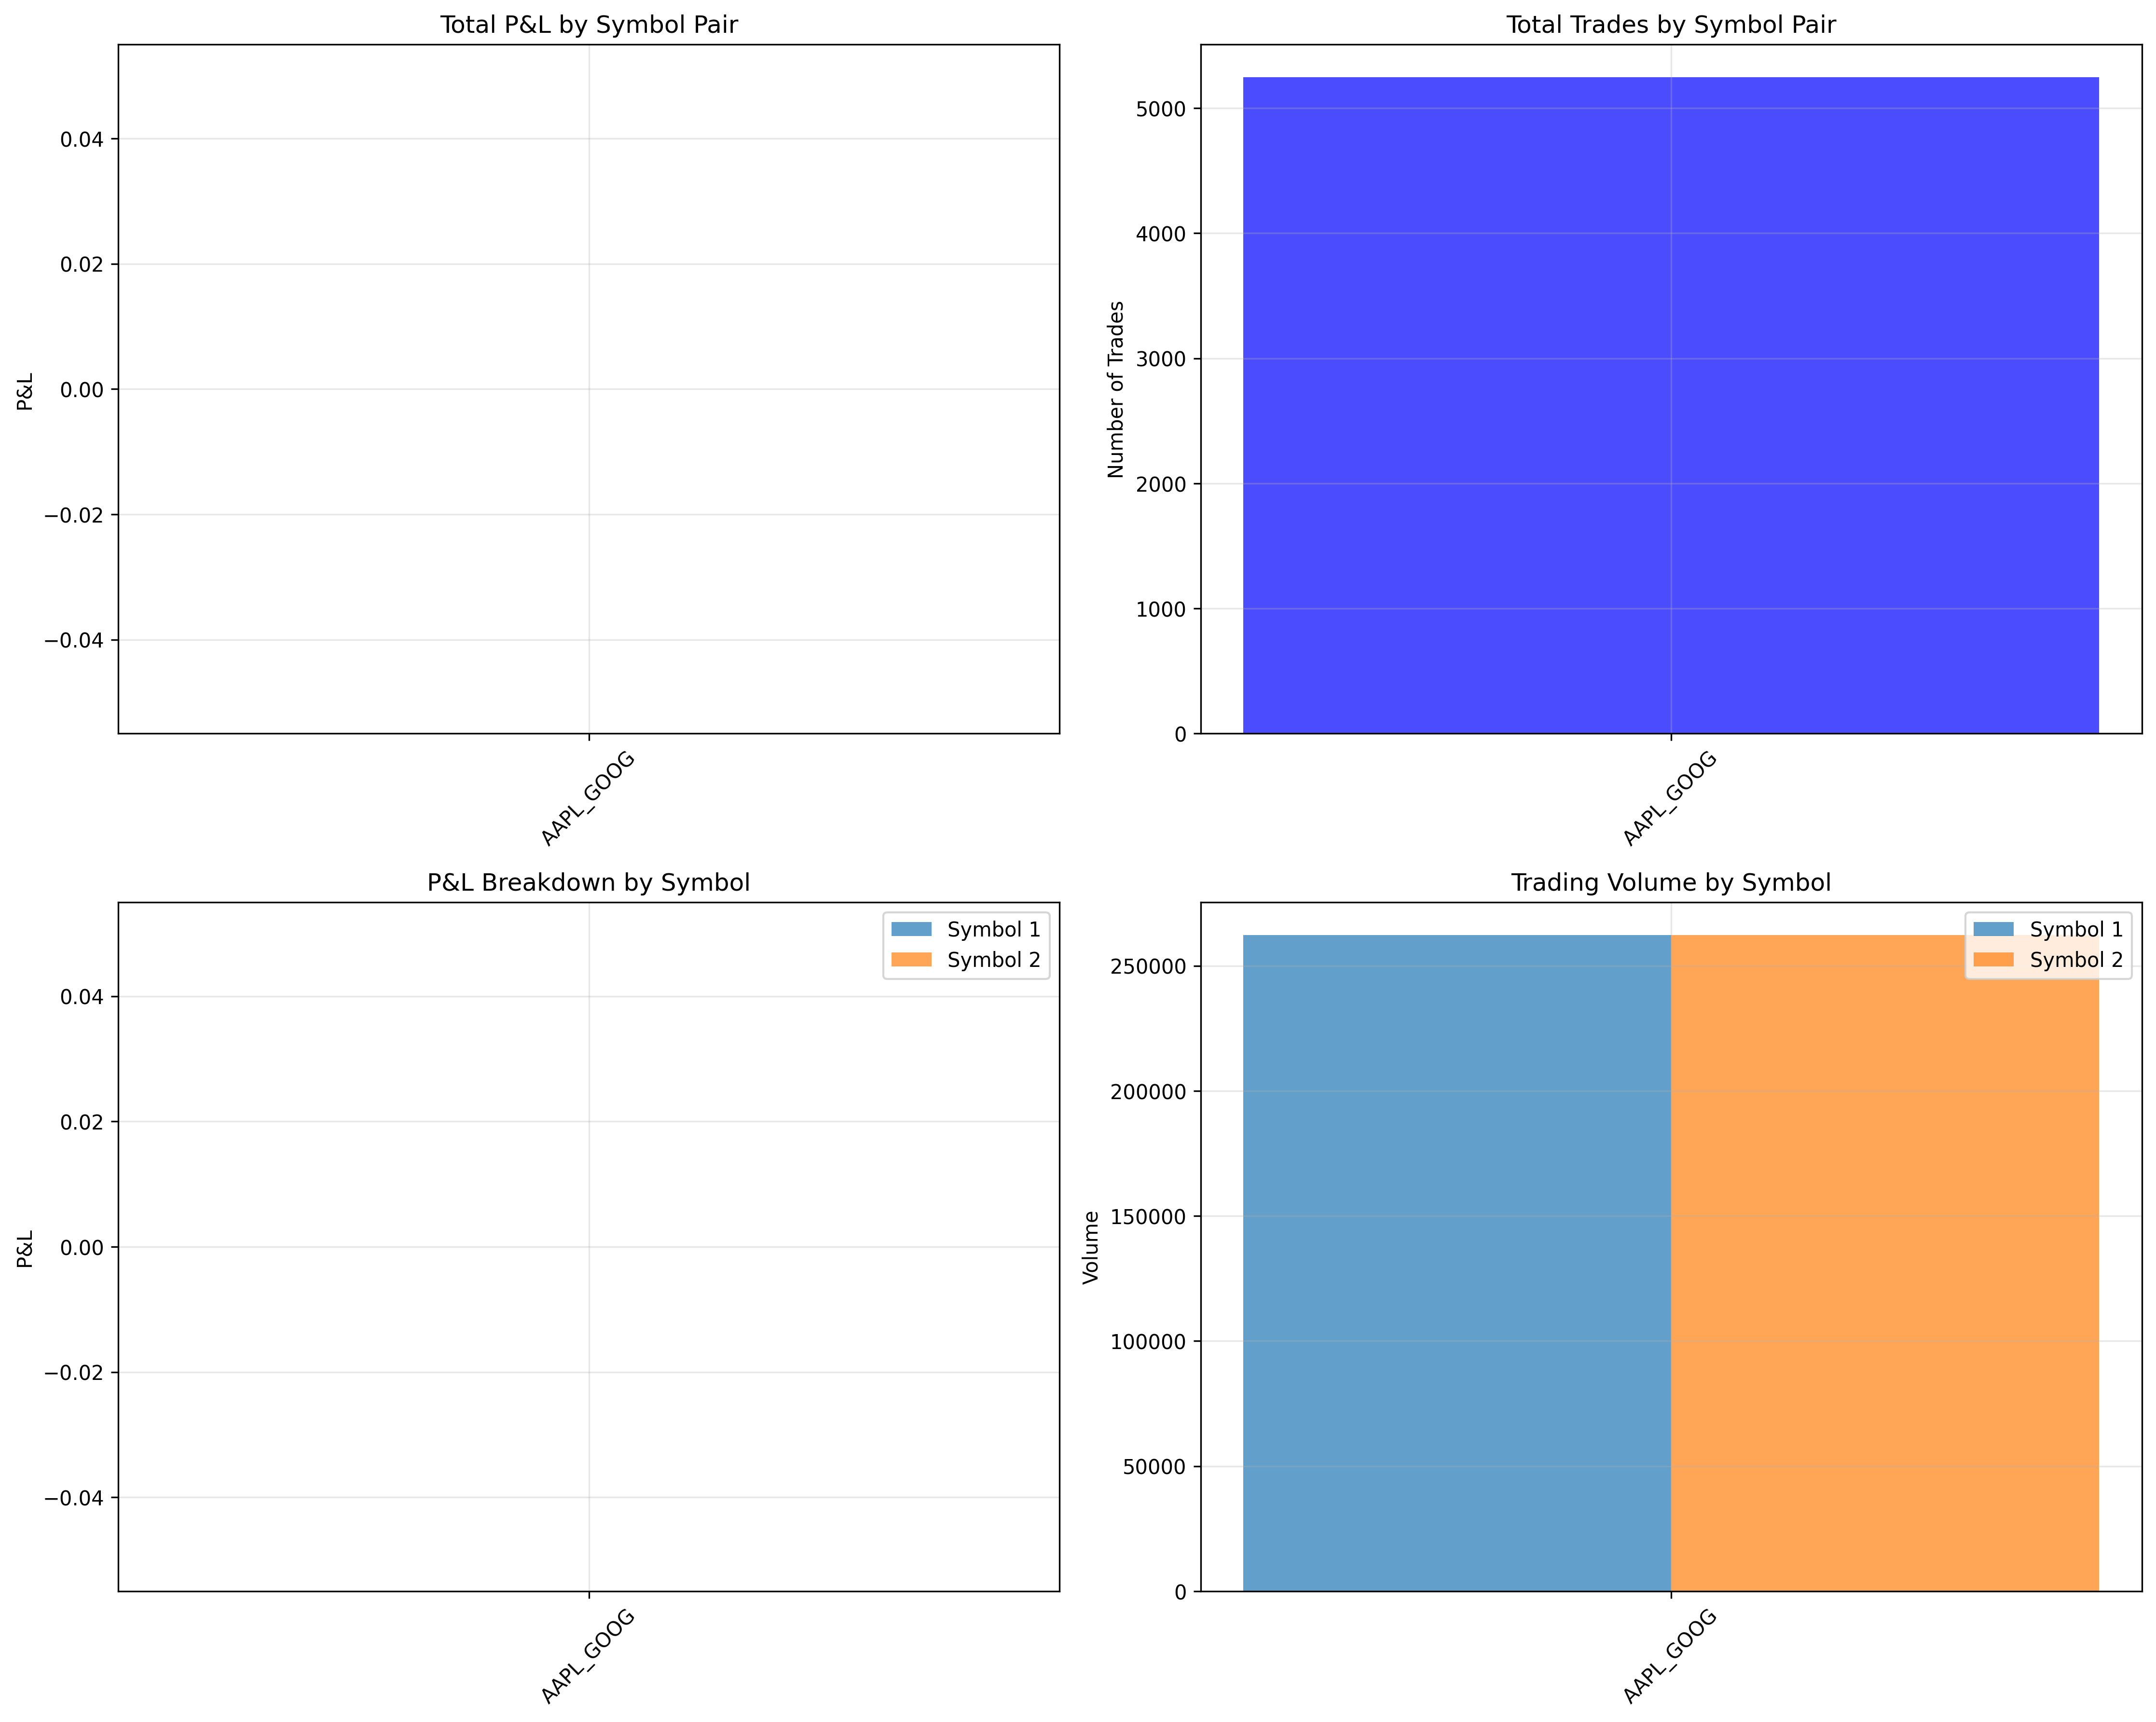 Total P&L by Symbol Pair
P&L
0.04
0.02
0.00
−0.02
−0.04
AAPL_GOOG
Total Trades by Symbol Pair
Number of Trades
5000
4000
3000
2000
1000
0
AAPL_GOOG
P&L Breakdown by Symbol
Symbol 1
Symbol 2
P&L
0.04
0.02
0.00
−0.02
−0.04
AAPL_GOOG
Trading Volume by Symbol
Symbol 1
Symbol 2
Volume
250000
200000
150000
100000
50000
0
AAPL_GOOG